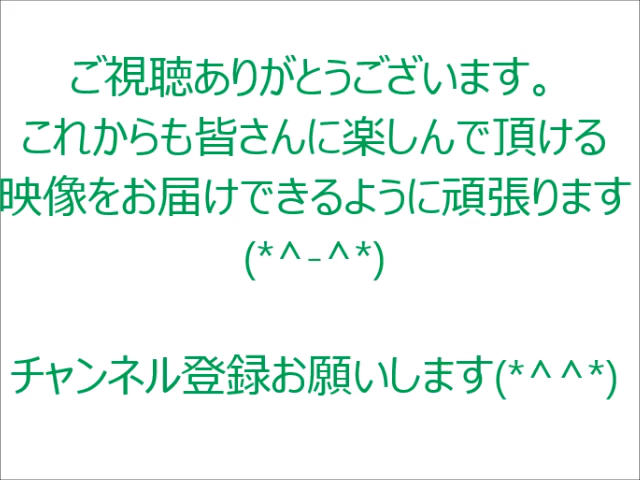 ご視聴ありがとうございます。
これからも皆さんに楽しんで頂ける
映像をお届けできるように頑張ります
(*^-^*)
チャンネル登録お願いします(*^^*)